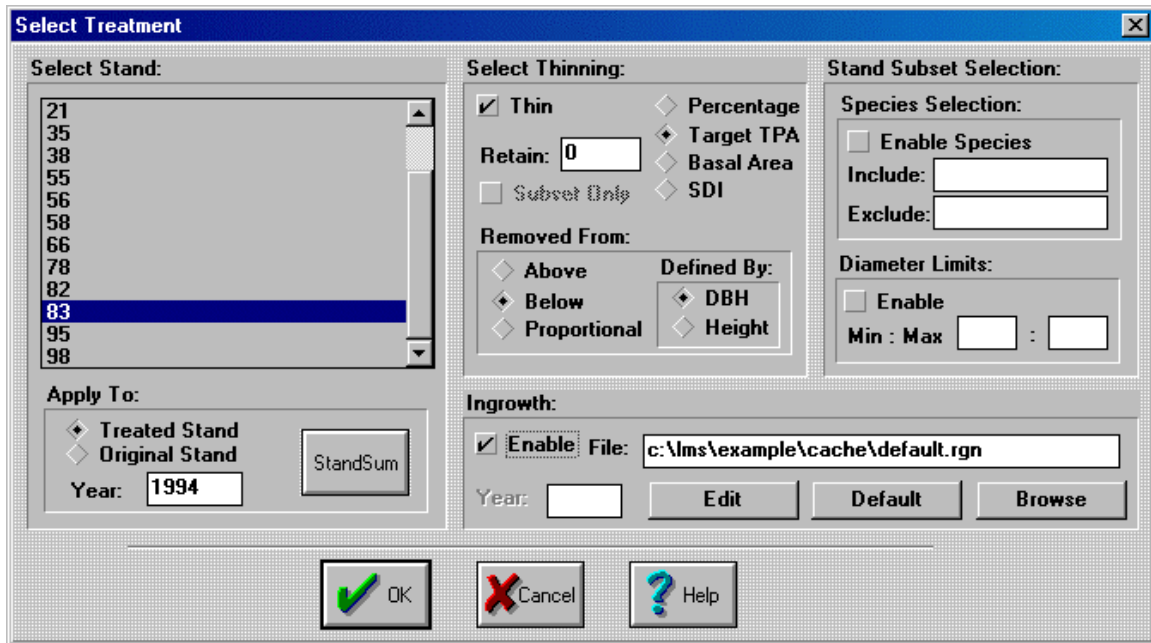 Select Treatment
Select Stand:
21
35
38
55
56
58
66
78
82
83
95
98
Apply To:
Treated Stand
Original Stand
Year: 1994
StandSum
Select Thinning:
Thin
Retain: 0
Subset Only
Percentage
Target TPA
Basal Area
SDI
Removed From:
Above
Below
Proportional
Defined By:
DBH
Height
Stand Subset Selection:
Species Selection:
Enable Species
Include:
Exclude:
Diameter Limits:
Enable
Min : Max :
Ingrowth:
Enable File: c:\lms\example\cache\default.rgn
Year: Edit Default Browse
OK Cancel Help